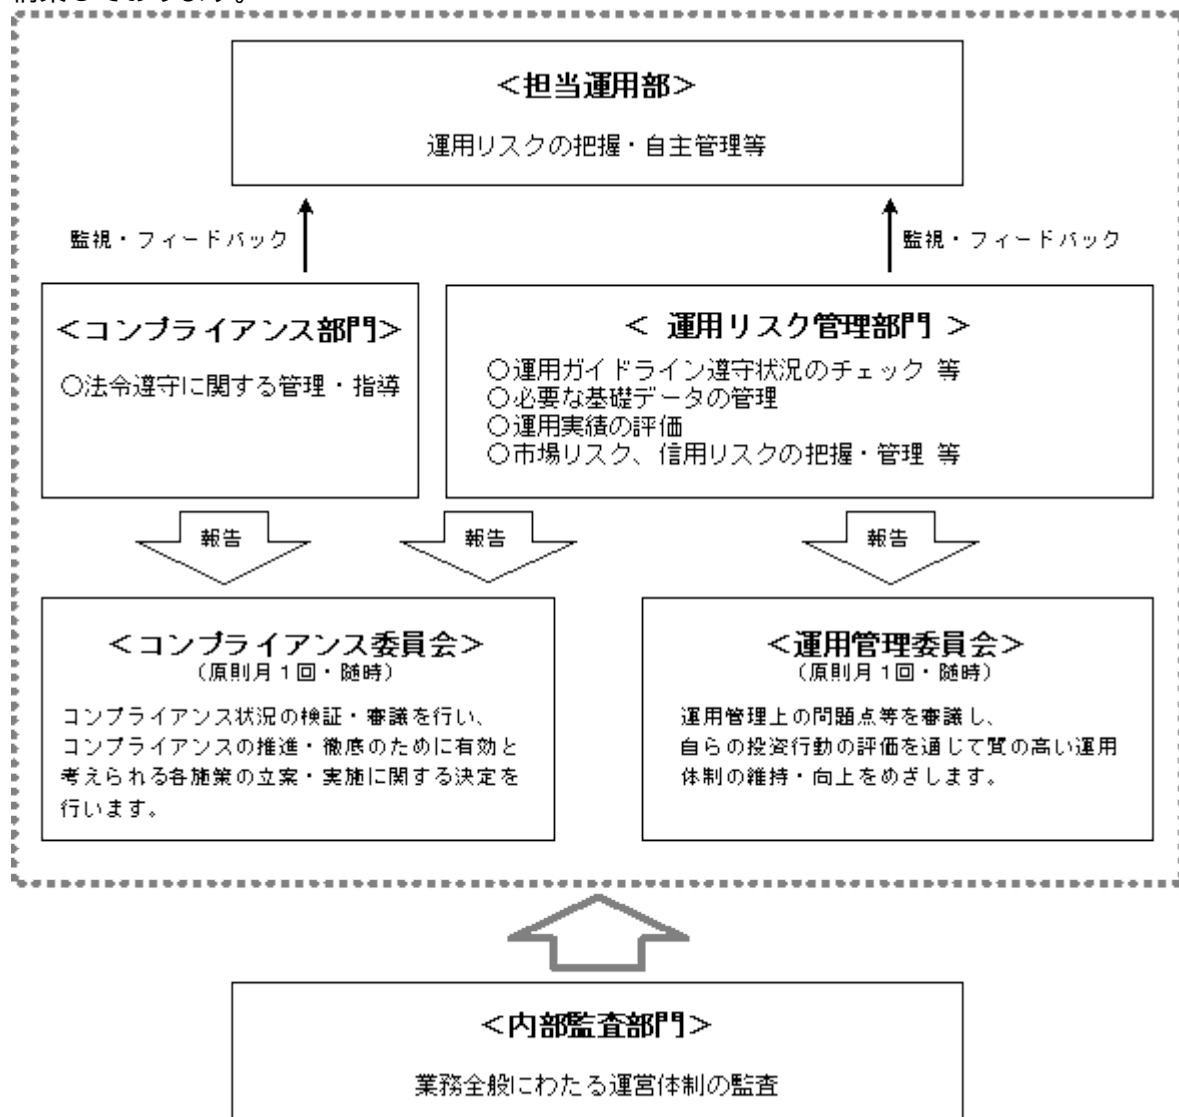 構築しております。
＜担当運用部＞
運用リスクの把握・自主管理等
監視・フィードバック
監視・フィードバック
＜コンプライアンス部門＞
○法令遵守に関する管理・指導
＜ 運用リスク管理部門 ＞
○運用ガイドライン遵守状況のチェック 等
○必要な基礎データの管理
○運用実績の評価
○市場リスク、信用リスクの把握・管理 等
報告
報告
報告
＜コンプライアンス委員会＞
（原則月１回・随時）
コンプライアンス状況の検証・審議を行い、
コンプライアンスの推進・徹底のために有効と
考えられる各施策の立案・実施に関する決定を
行います。
＜運用管理委員会＞
（原則月１回・随時）
運用管理上の問題点等を審議し、
自らの投資行動の評価を通じて質の高い運用
体制の維持・向上をめざします。
＜内部監査部門＞
業務全般にわたる運営体制の監査